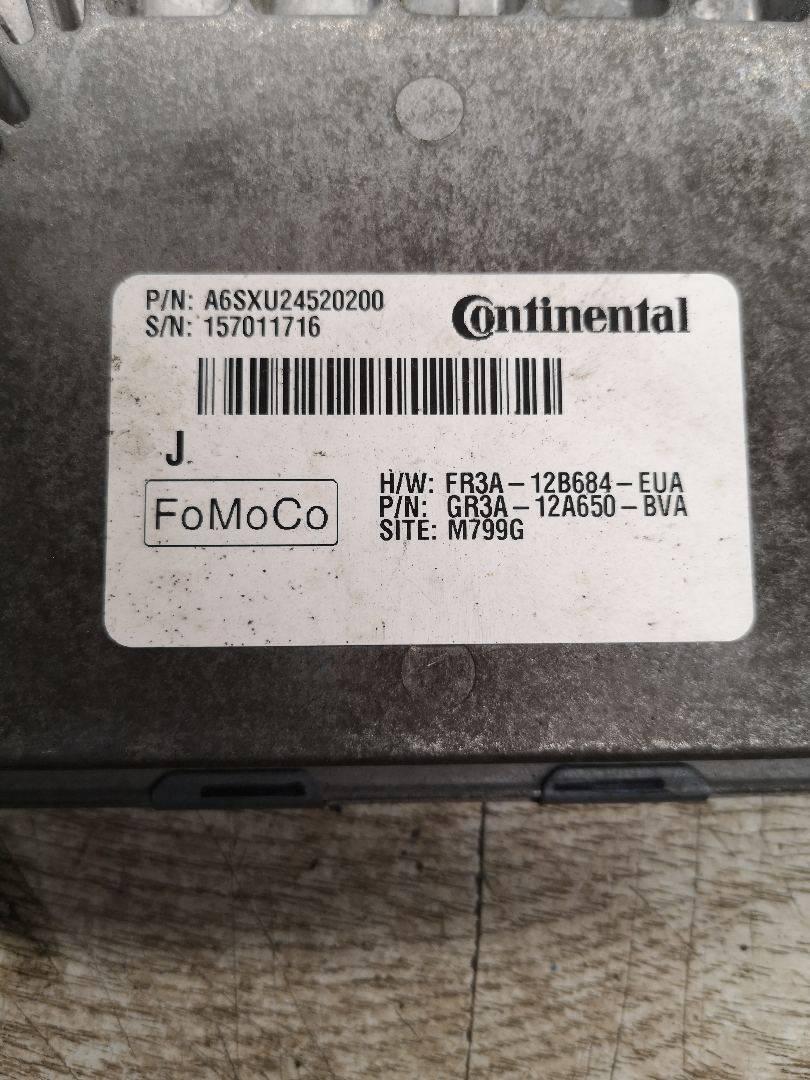 P/N: A6SXU24520200
S/N: 157011716
Continental
J
FoMoCo
H/W: FR3A-12B684-EUA
P/N: GR3A-12A650-BVA
SITE: M799G